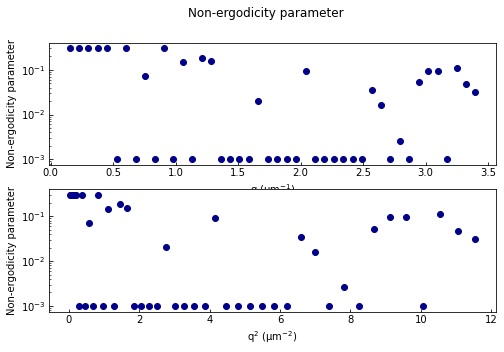 Non-ergodicity parameter
Non-ergodicity parameter
10⁻¹
10⁻²
10⁻³
0.0 0.5 1.0 1.5 2.0 2.5 3.0 3.5
q (μm⁻¹)
Non-ergodicity parameter
10⁻¹
10⁻²
10⁻³
0 2 4 6 8 10 12
q² (μm⁻²)